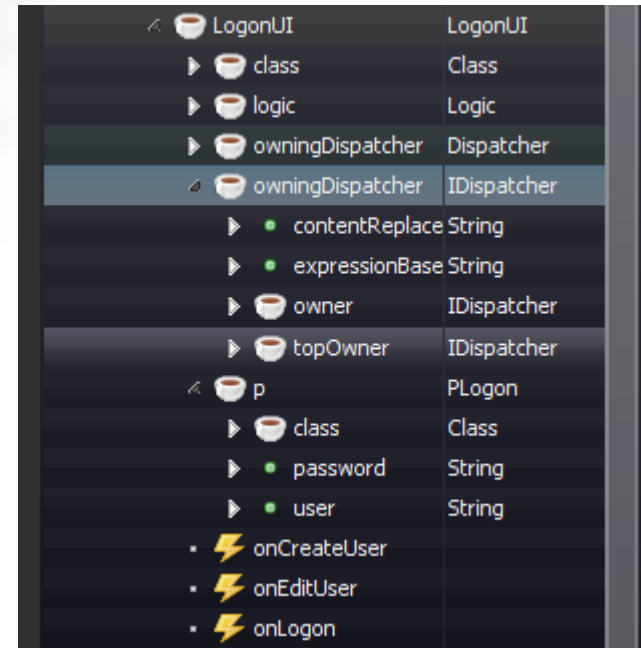 LogonUI LogonUI
class Class
logic Logic
owningDispatcher Dispatcher
owningDispatcher IDispatcher
contentReplace String
expressionBase String
owner IDispatcher
topOwner IDispatcher
p PLogon
class Class
password String
user String
onCreateUser
onEditUser
onLogon